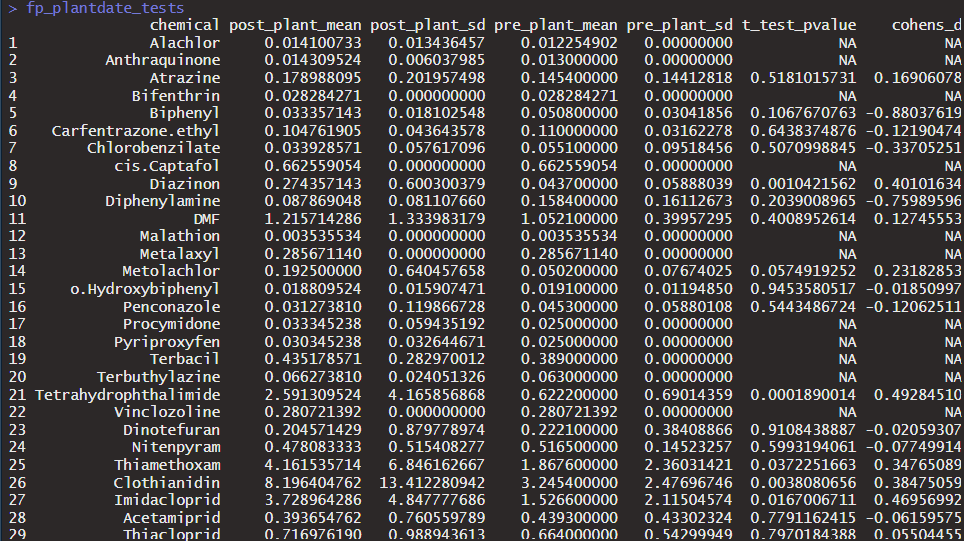 > fp_plantdate_tests
chemical post_plant_mean post_plant_sd pre_plant_mean pre_plant_sd t_test_pvalue cohens_d
1 Alachlor 0.014100733 0.013436457 0.012254902 0.00000000 NA NA
2 Anthraquinone 0.014309524 0.006037985 0.013000000 0.00000000 NA NA
3 Atrazine 0.178988095 0.201957498 0.145400000 0.14412818 0.5181015731 0.16906078
4 Bifenthrin 0.028284271 0.000000000 0.028284271 0.00000000 NA NA
5 Biphenyl 0.033357143 0.018102548 0.050800000 0.03041856 0.1067670763 -0.88037619
6 Carfentrazone.ethyl 0.104761905 0.043643578 0.110000000 0.03162278 0.6438374876 -0.12190474
7 Chlorobenzilate 0.033928571 0.057617096 0.055100000 0.09518456 0.5070998845 -0.33705251
8 cis.Captafol 0.662559054 0.000000000 0.662559054 0.00000000 NA NA
9 Diazinon 0.274357143 0.600300379 0.043700000 0.05888039 0.0010421562 0.40101634
10 Diphenylamine 0.087869048 0.081107660 0.158400000 0.16112673 0.2039008965 -0.75989596
11 DMF 1.215714286 1.333983179 1.052100000 0.39957295 0.4008952614 0.12745553
12 Malathion 0.003535534 0.000000000 0.003535534 0.00000000 NA NA
13 Metalaxyl 0.285671140 0.000000000 0.285671140 0.00000000 NA NA
14 Metolachlor 0.192500000 0.640457658 0.050200000 0.07674025 0.0574919252 0.23182853
15 o.Hydroxybiphenyl 0.018809524 0.015907471 0.019100000 0.01194850 0.9453580517 -0.01850997
16 Penconazole 0.031273810 0.119866728 0.045300000 0.05880108 0.5443486724 -0.12062511
17 Procymidone 0.033345238 0.059435192 0.025000000 0.00000000 NA NA
18 Pyriproxyfen 0.030345238 0.032644671 0.025000000 0.00000000 NA NA
19 Terbacil 0.435178571 0.282970012 0.389000000 0.00000000 NA NA
20 Terbuthylazine 0.066273810 0.024051326 0.063000000 0.00000000 NA NA
21 Tetrahydrophthalimide 2.591309524 4.165856868 0.622200000 0.69014359 0.0001890014 0.49284510
22 Vinclozoline 0.280721392 0.000000000 0.280721392 0.00000000 NA NA
23 Dinotefuran 0.204571429 0.879778974 0.222100000 0.38408866 0.9108438887 -0.02059307
24 Nitenpyram 0.478083333 0.515408277 0.516500000 0.14523257 0.5993194061 -0.07749914
25 Thiamethoxam 4.161535714 6.846162667 1.867600000 2.36031421 0.0372251663 0.34765089
26 Clothianidin 8.196404762 13.412280942 3.245400000 2.47696746 0.0038080656 0.38475059
27 Imidacloprid 3.728964286 4.847777686 1.526600000 2.11504574 0.0167006711 0.46956992
28 Acetamiprid 0.393654762 0.760559789 0.439300000 0.43302324 0.7791162415 -0.06159575
29 Thiacloprid 0.716976190 0.988943613 0.664000000 0.54299949 0.7970184388 0.05504455